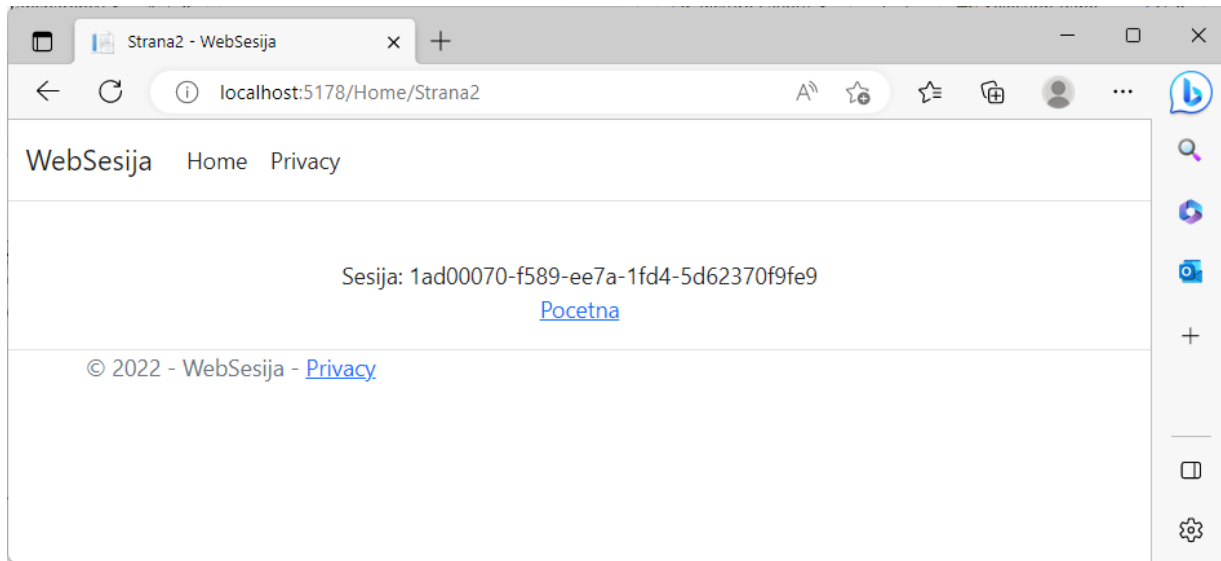 Strana2 - WebSesija
localhost:5178/Home/Strana2
WebSesija Home Privacy
Sesija: 1ad00070-f589-ee7a-1fd4-5d62370f9fe9
Pocetna
© 2022 - WebSesija - Privacy